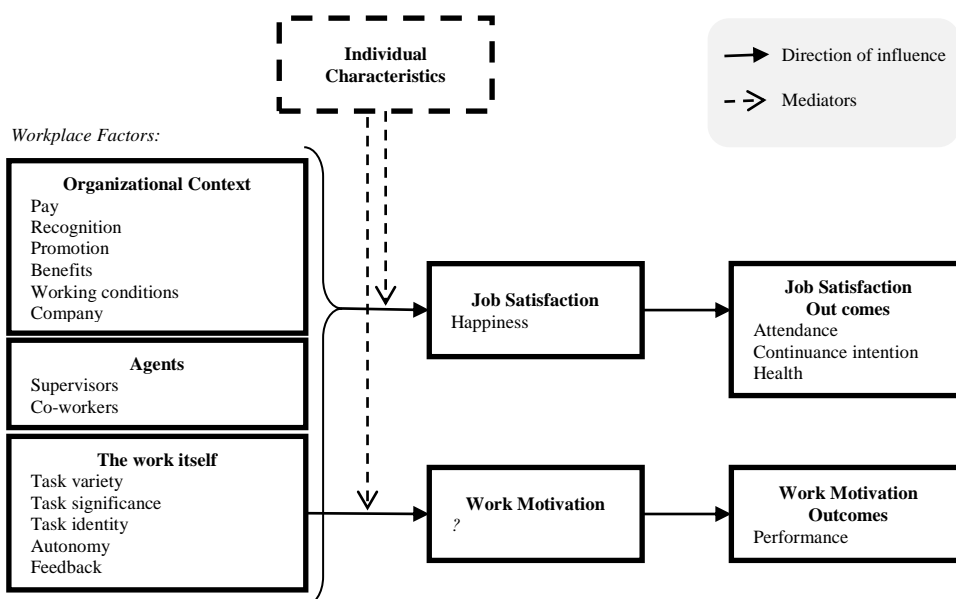 Individual
Characteristics
Direction of influence
Mediators
Workplace Factors:
Organizational Context
Pay
Recognition
Promotion
Benefits
Working conditions
Company
Agents
Supervisors
Co-workers
The work itself
Task variety
Task significance
Task identity
Autonomy
Feedback
Job Satisfaction
Happiness
Job Satisfaction
Out comes
Attendance
Continuance intention
Health
Work Motivation
?
Work Motivation
Outcomes
Performance